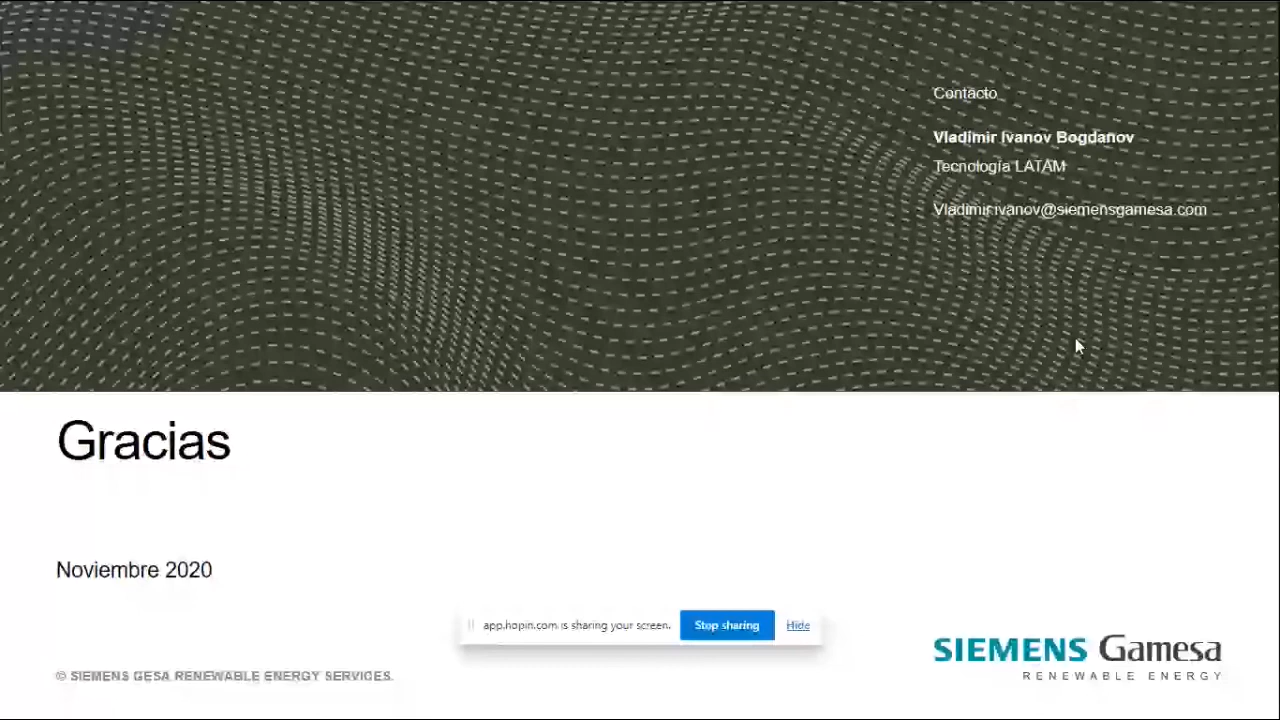 Contacto
Vladimir Ivanov Bogdanov
Tecnología LATAM
Vladimir.ivanov@siemensgamesa.com
Gracias
Noviembre 2020
app.hopin.com is sharing your screen.
Stop sharing
Hide
SIEMENS Gamesa
RENEWABLE ENERGY
© SIEMENS GESA RENEWABLE ENERGY SERVICES.